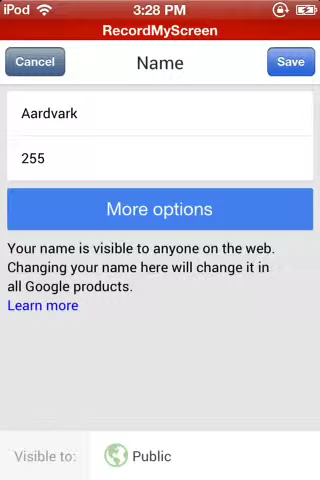 iPod 3:28 PM
RecordMyScreen
Cancel Name Save
Aardvark
255
More options
Your name is visible to anyone on the web.
Changing your name here will change it in
all Google products.
Learn more
Visible to: Public